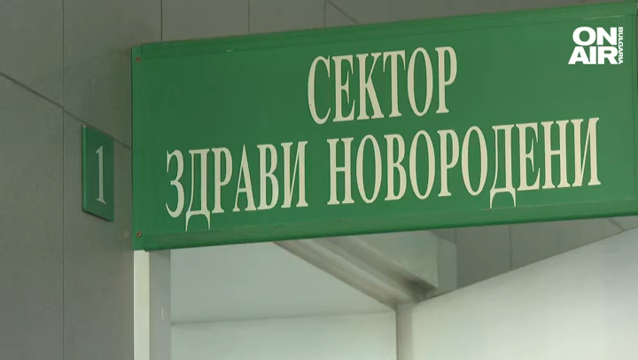 СЕКТОР
ЗДРАВИ НОВОРОДЕНИ
1
ON
AIR
BULGARIA